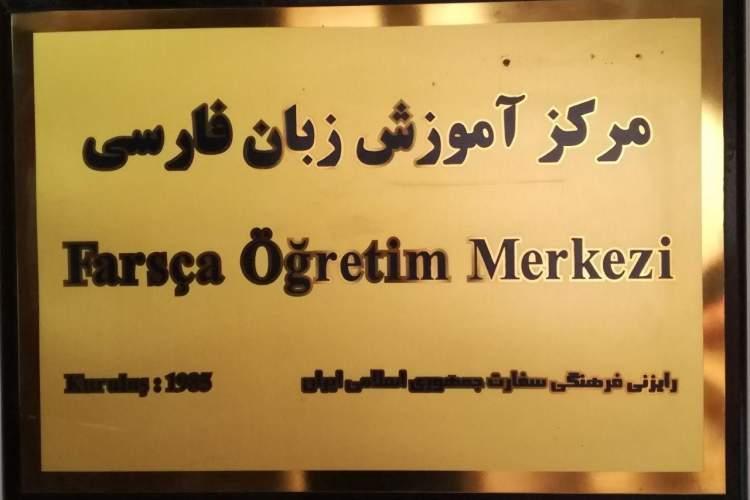 مرکز آموزش زبان فارسی
Farsça Öğretim Merkezi
Kuruluş : 1985
رایزنی فرهنگی سفارت جمهوری اسلامی ایران